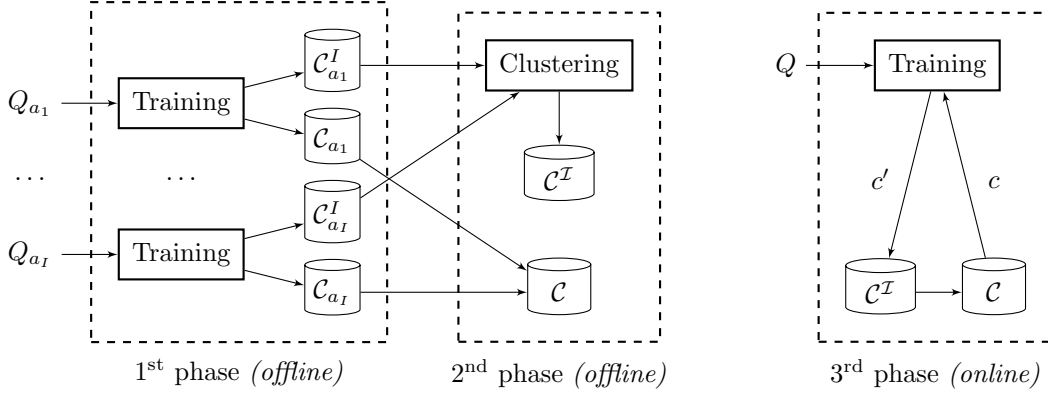 Q_{a_1}
Training
C^I_{a_1}
C_{a_1}
...
...
Q_{a_I}
Training
C^I_{a_I}
C_{a_I}
1st phase (offline)
Clustering
C^I
C
2nd phase (offline)
Q
Training
c′
c
C^I
C
3rd phase (online)